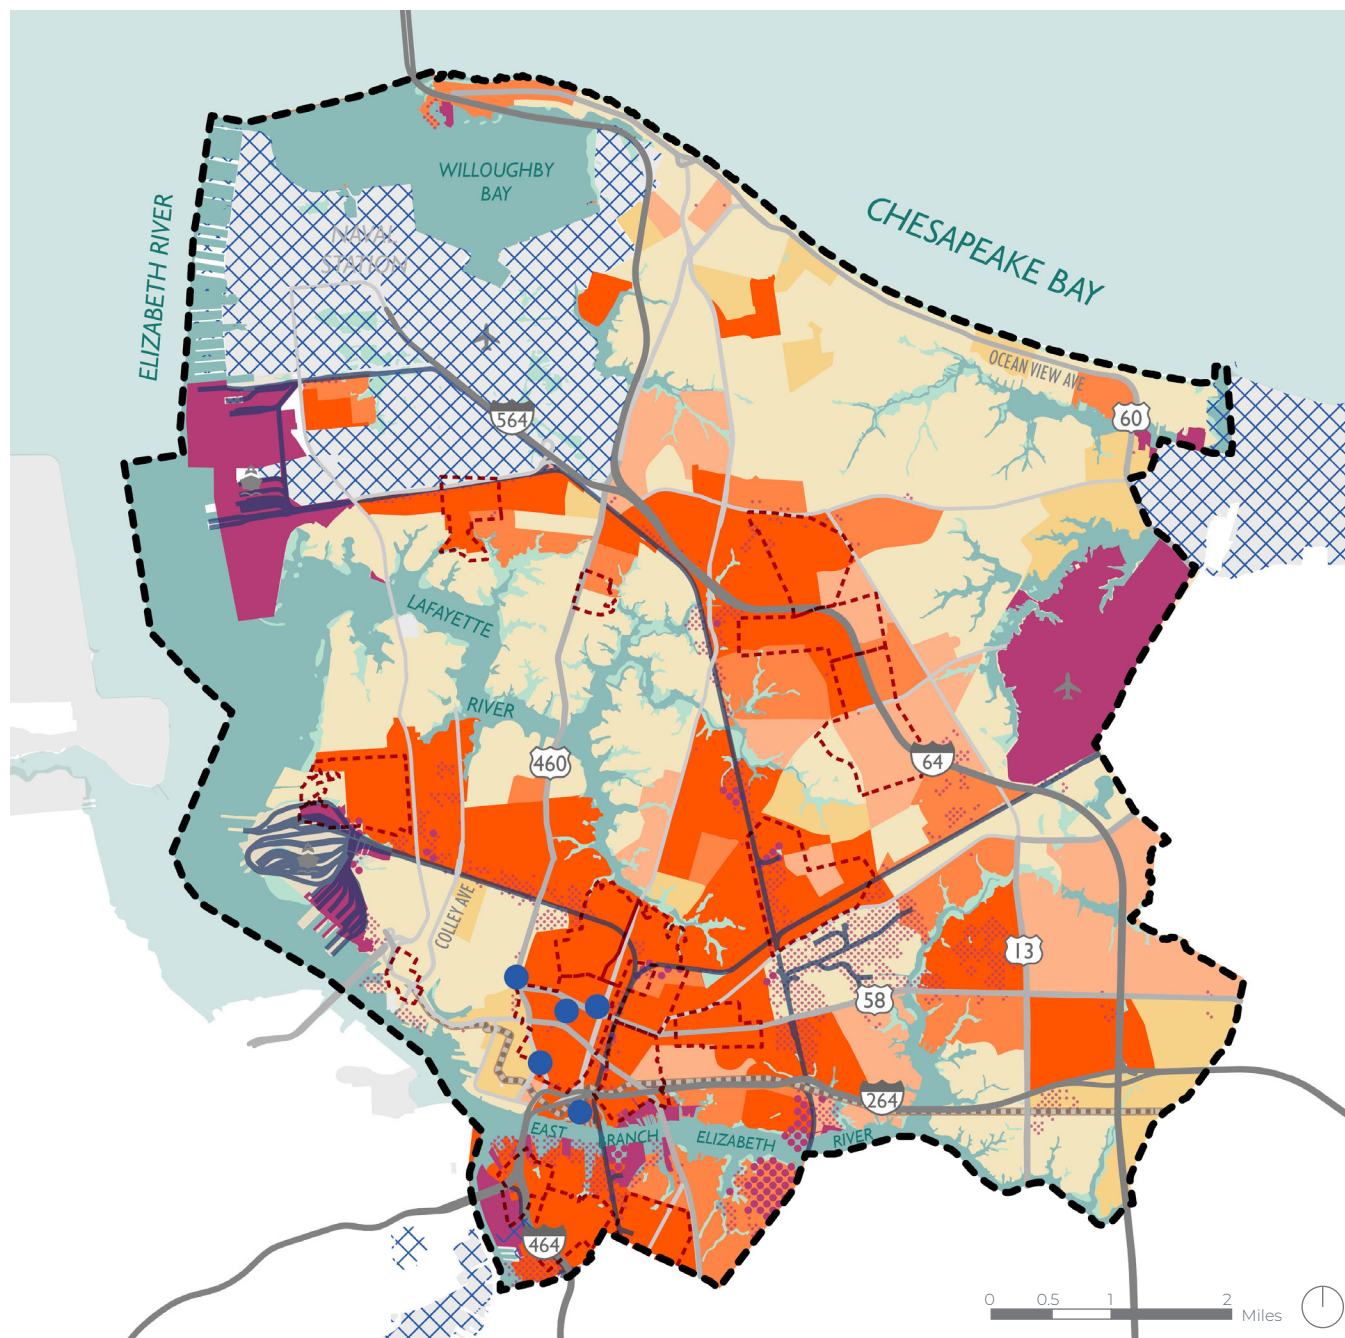 WILLOUGHBY
BAY
ELIZABETH RIVER
CHESAPEAKE BAY
NAVAL
STATION
OCEAN VIEW AVE
564
60
LAFAYETTE
RIVER
460
64
COLLEY AVE
13
58
264
EAST
RANCH
ELIZABETH
RIVER
464
0 0.5 1 2
Miles